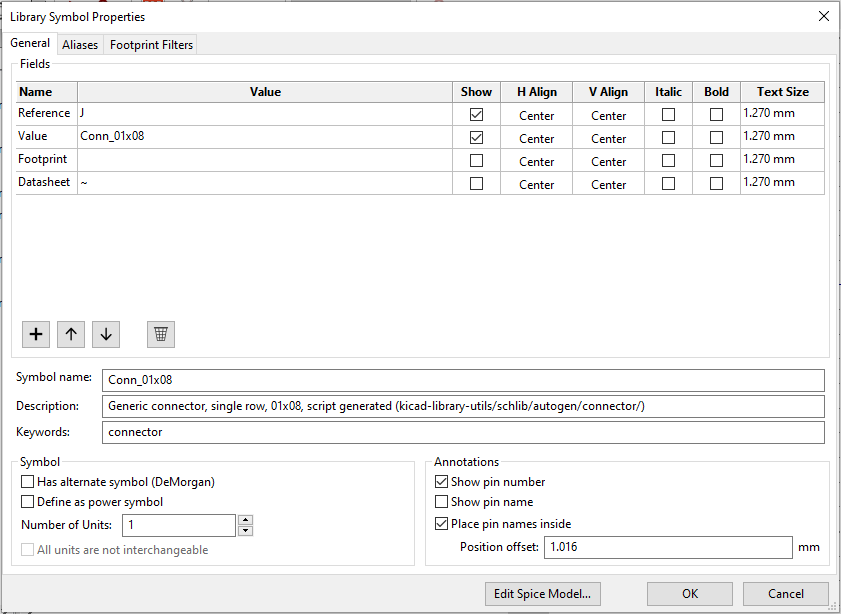 Library Symbol Properties
General Aliases Footprint Filters
Fields
Name Value Show H Align V Align Italic Bold Text Size
Reference J Center Center 1.270 mm
Value Conn_01x08 Center Center 1.270 mm
Footprint Center Center 1.270 mm
Datasheet ~ Center Center 1.270 mm
Symbol name: Conn_01x08
Description: Generic connector, single row, 01x08, script generated (kicad-library-utils/schlib/autogen/connector/)
Keywords: connector
Symbol
Has alternate symbol (DeMorgan)
Define as power symbol
Number of Units: 1
All units are not interchangeable
Annotations
Show pin number
Show pin name
Place pin names inside
Position offset: 1.016 mm
Edit Spice Model... OK Cancel